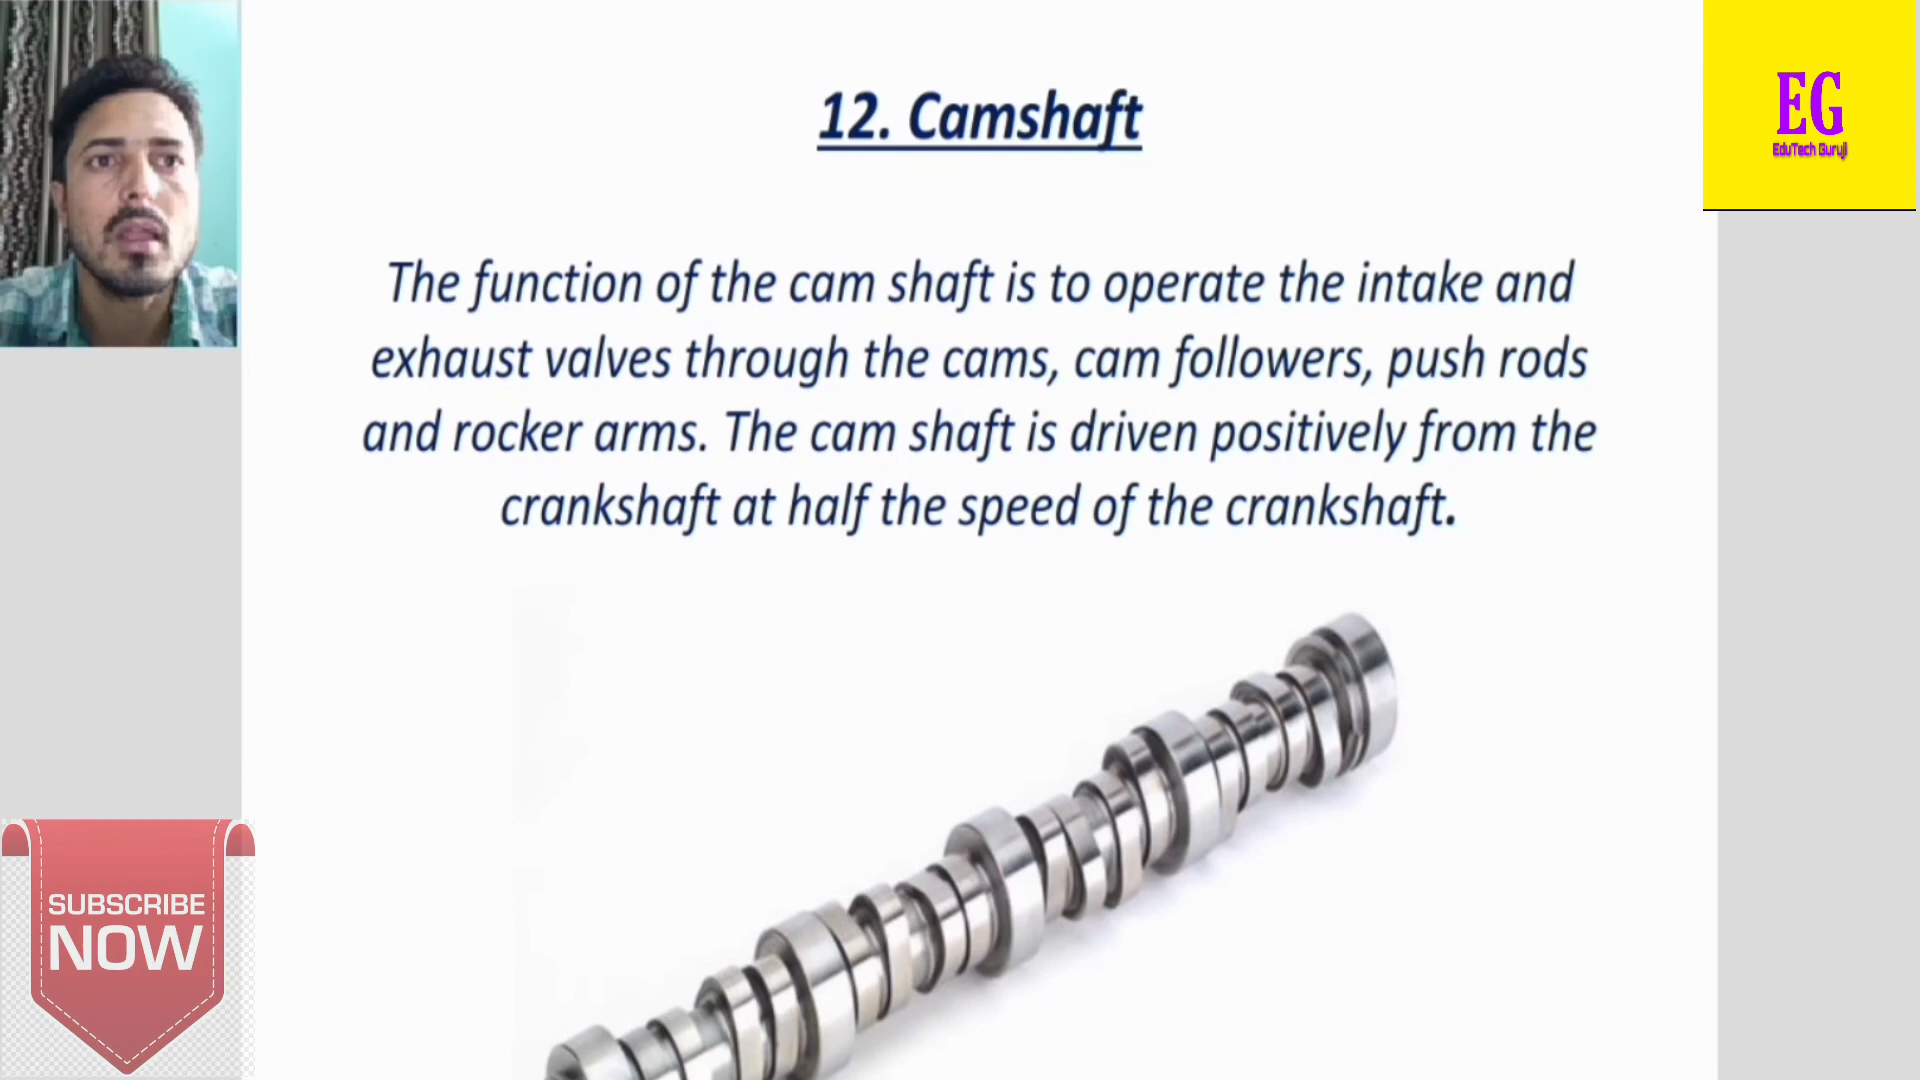 12. Camshaft
EG
EduTech Guruji
The function of the cam shaft is to operate the intake and
exhaust valves through the cams, cam followers, push rods
and rocker arms. The cam shaft is driven positively from the
crankshaft at half the speed of the crankshaft.
SUBSCRIBE
NOW